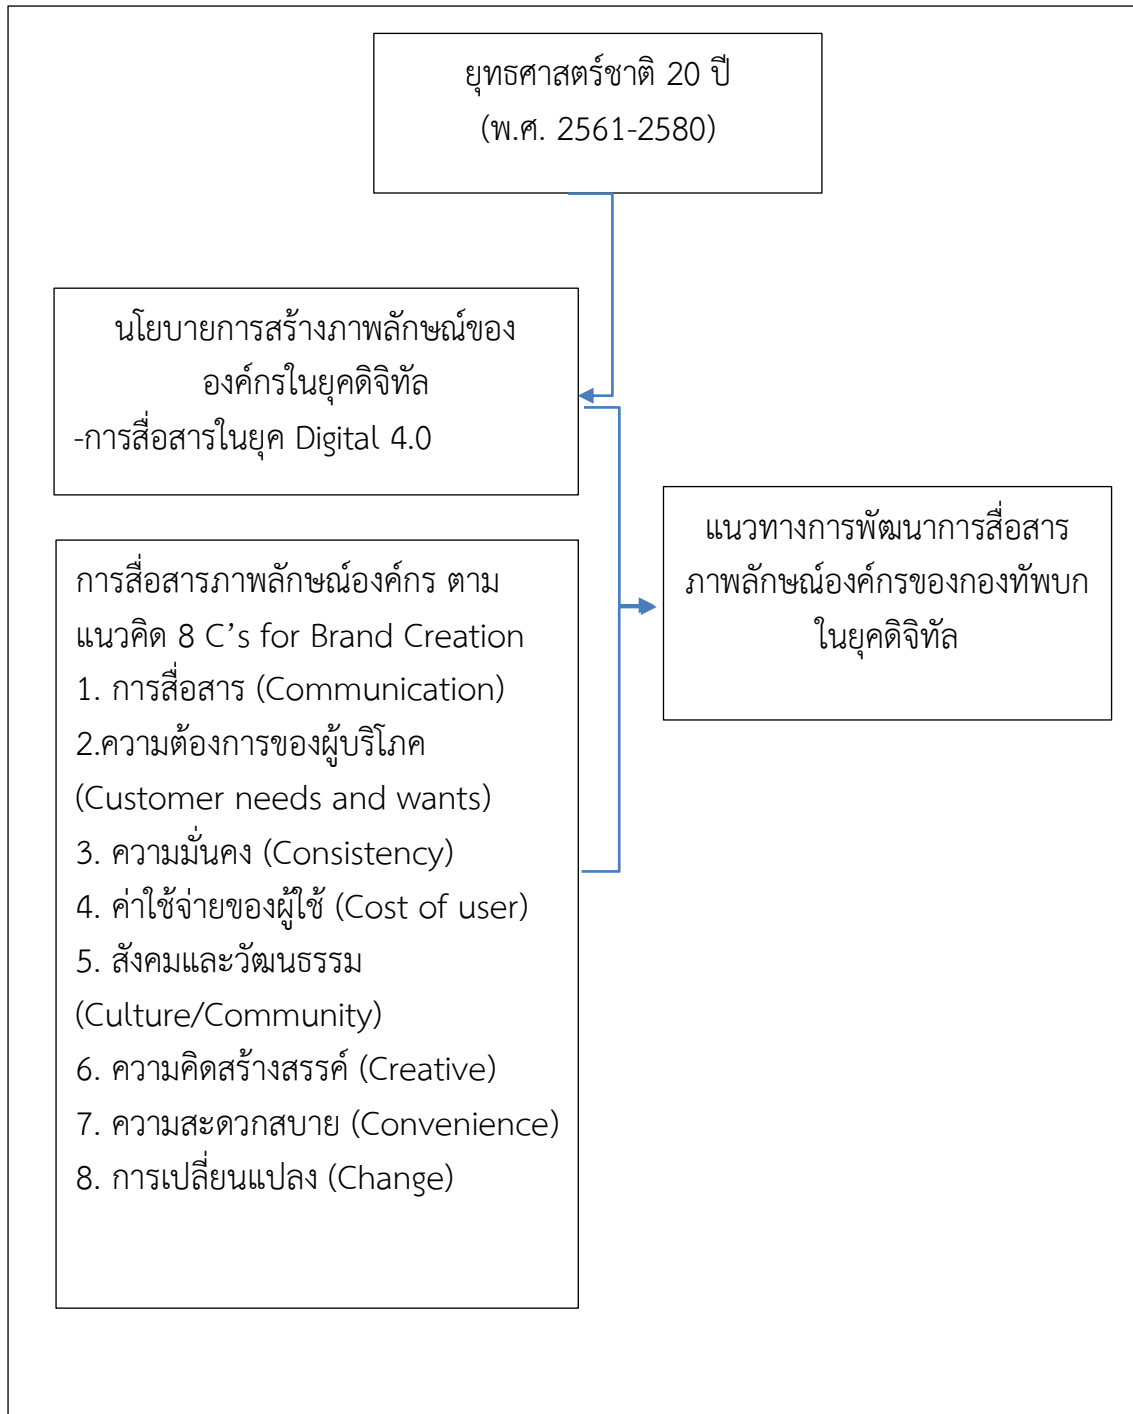 ยุทธศาสตร์ชาติ 20 ปี
(พ.ศ. 2561-2580)
นโยบายการสร้างภาพลักษณ์ของ
องค์กรในยุคดิจิทัล
-การสื่อสารในยุค Digital 4.0
แนวทางการพัฒนาการสื่อสาร
ภาพลักษณ์องค์กรของกองทัพบก
ในยุคดิจิทัล
การสื่อสารภาพลักษณ์องค์กร ตาม
แนวคิด 8 C’s for Brand Creation
1. การสื่อสาร (Communication)
2.ความต้องการของผู้บริโภค
(Customer needs and wants)
3. ความมั่นคง (Consistency)
4. ค่าใช้จ่ายของผู้ใช้ (Cost of user)
5. สังคมและวัฒนธรรม
(Culture/Community)
6. ความคิดสร้างสรรค์ (Creative)
7. ความสะดวกสบาย (Convenience)
8. การเปลี่ยนแปลง (Change)